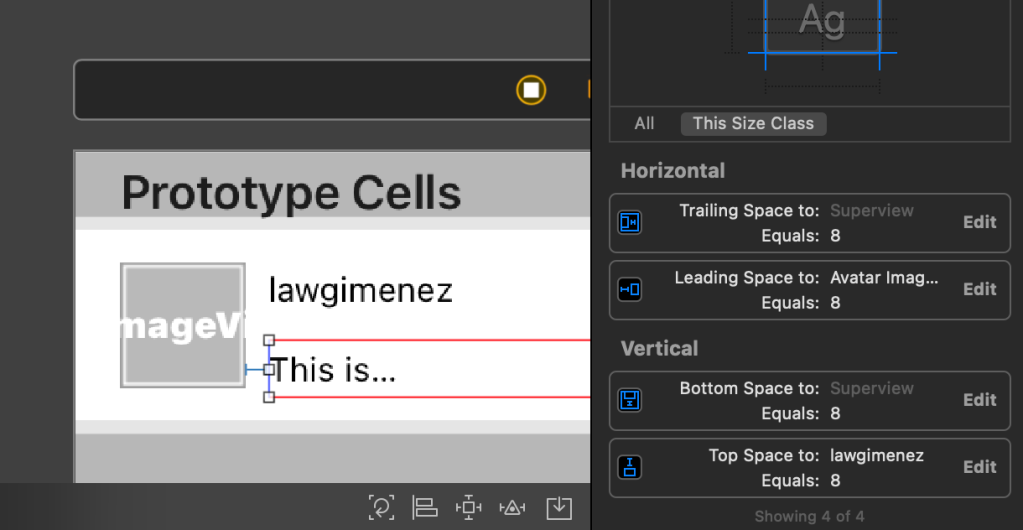 Ag
All
This Size Class
Prototype Cells
lawgimenez
mageVi
This is...
Horizontal
Trailing Space to: Superview
Equals: 8
Edit
Leading Space to: Avatar Imag...
Equals: 8
Edit
Vertical
Bottom Space to: Superview
Equals: 8
Edit
Top Space to: lawgimenez
Equals: 8
Edit
Showing 4 of 4